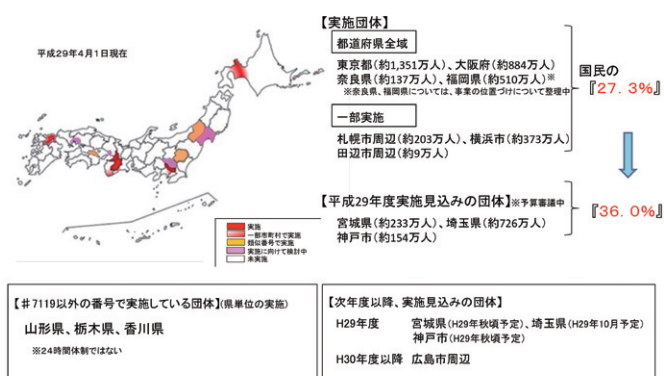 平成29年4月1日現在
【実施団体】
都道府県全域
東京都(約1,351万人)、大阪府(約884万人)
奈良県(約137万人)、福岡県(約510万人)※
※奈良県、福岡県については、事業の位置づけについて整理中
一部実施
札幌市周辺(約203万人)、横浜市(約373万人)
田辺市周辺(約9万人)
国民の
『27.3%』
【平成29年度実施見込みの団体】※予算審議中
宮城県(約233万人)、埼玉県(約726万人)
神戸市(約154万人)
『36.0%』
実施
一部市町村で実施
類似番号で実施
実施に向けて検討中
未実施
【#7119以外の番号で実施している団体】(県単位の実施)
山形県、栃木県、香川県
※24時間体制ではない
【次年度以降、実施見込みの団体】
H29年度 宮城県(H29年秋頃予定)、埼玉県(H29年10月予定)
神戸市(H29年秋頃予定)
H30年度以降 広島市周辺